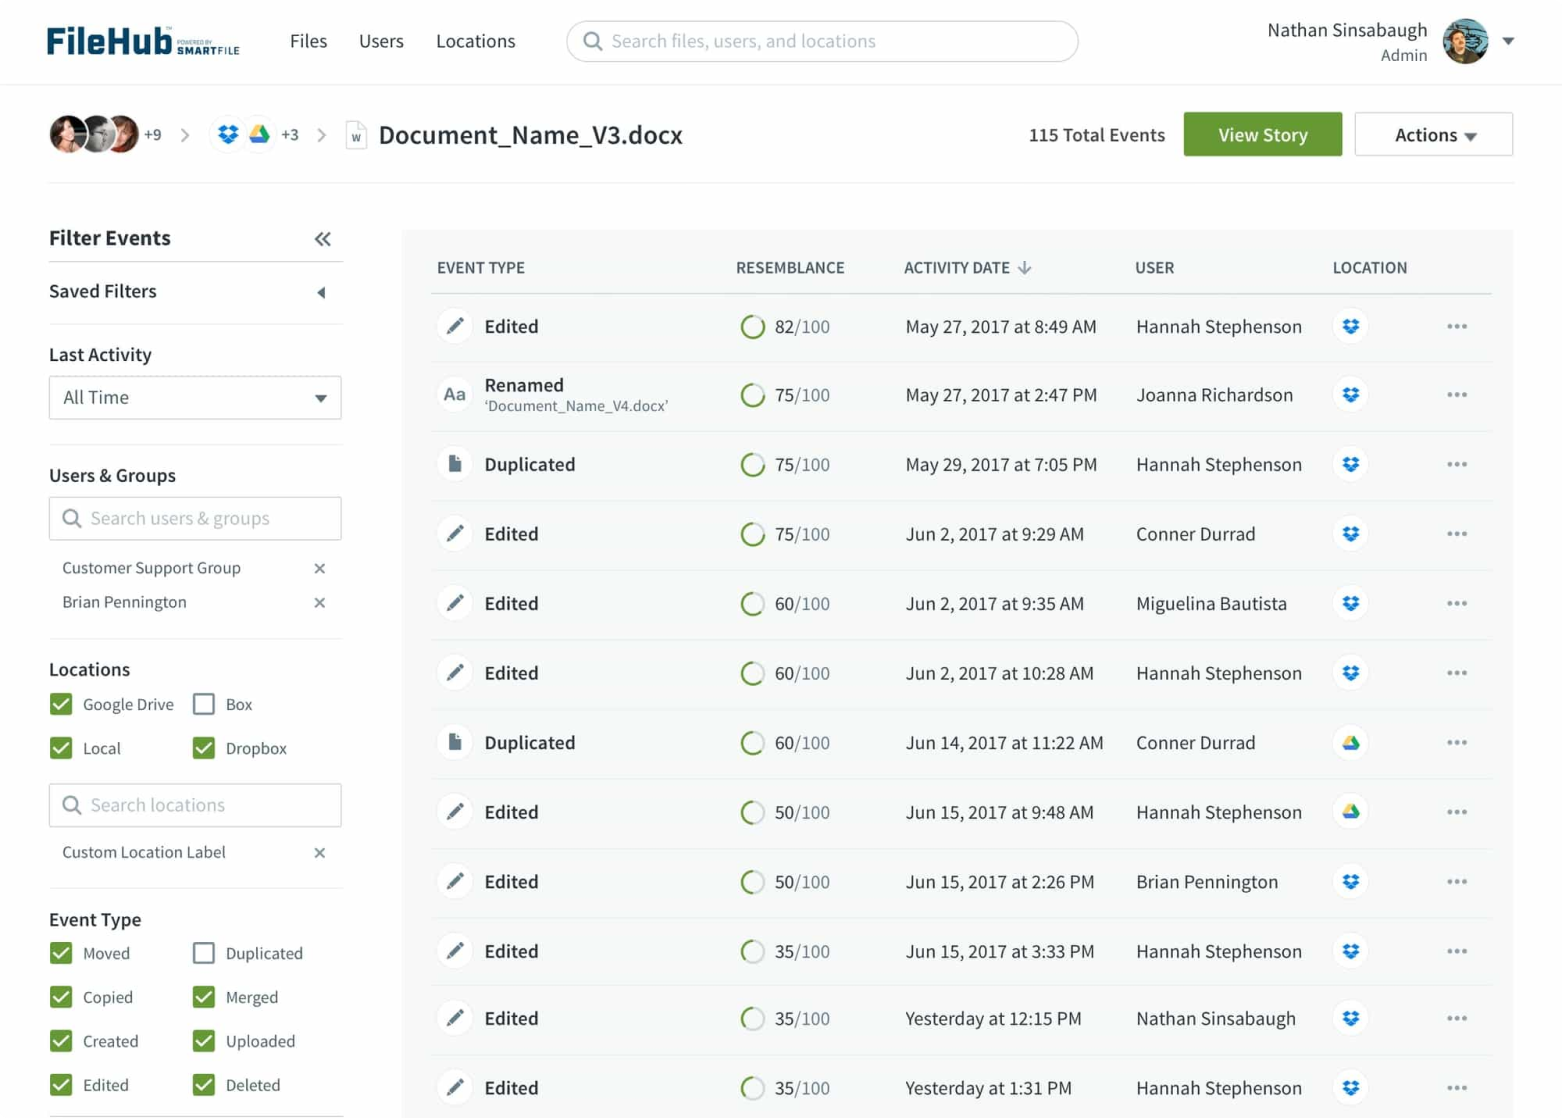 FileHub™ POWERED BY SMARTFILE
Files Users Locations
Search files, users, and locations
Nathan Sinsabaugh
Admin
+9 +3 W Document_Name_V3.docx
115 Total Events View Story Actions
Filter Events
Saved Filters
Last Activity
All Time
Users & Groups
Search users & groups
Customer Support Group
Brian Pennington
Locations
Google Drive Box
Local Dropbox
Search locations
Custom Location Label
Event Type
Moved Duplicated
Copied Merged
Created Uploaded
Edited Deleted
EVENT TYPE RESEMBLANCE ACTIVITY DATE USER LOCATION
Edited 82/100 May 27, 2017 at 8:49 AM Hannah Stephenson
Aa Renamed 75/100 May 27, 2017 at 2:47 PM Joanna Richardson
‘Document_Name_V4.docx’
Duplicated 75/100 May 29, 2017 at 7:05 PM Hannah Stephenson
Edited 75/100 Jun 2, 2017 at 9:29 AM Conner Durrad
Edited 60/100 Jun 2, 2017 at 9:35 AM Miguelina Bautista
Edited 60/100 Jun 2, 2017 at 10:28 AM Hannah Stephenson
Duplicated 60/100 Jun 14, 2017 at 11:22 AM Conner Durrad
Edited 50/100 Jun 15, 2017 at 9:48 AM Hannah Stephenson
Edited 50/100 Jun 15, 2017 at 2:26 PM Brian Pennington
Edited 35/100 Jun 15, 2017 at 3:33 PM Hannah Stephenson
Edited 35/100 Yesterday at 12:15 PM Nathan Sinsabaugh
Edited 35/100 Yesterday at 1:31 PM Hannah Stephenson